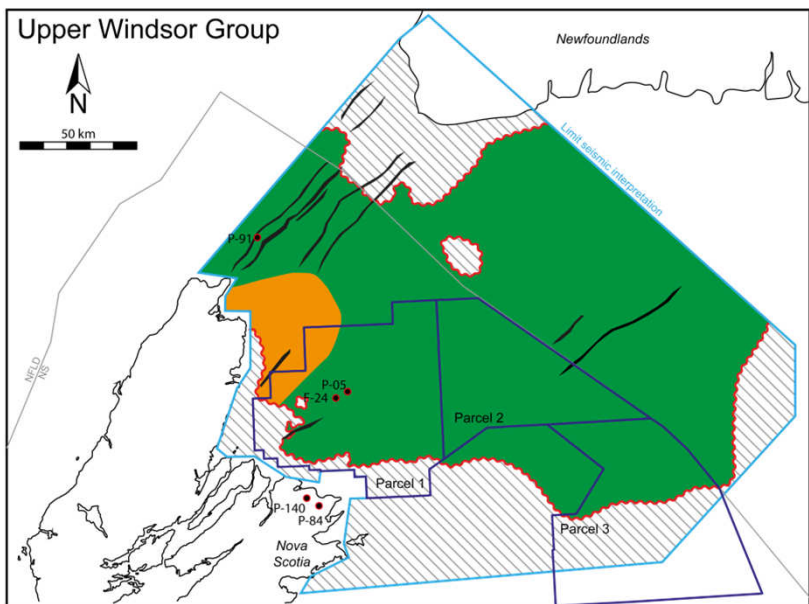 Upper Windsor Group
Newfoundlands
N
50 km
Limit seismic interpretation
P-91
NFLD
NS
P-05
F-24
Parcel 2
Parcel 1
P-140
P-84
Parcel 3
Nova
Scotia